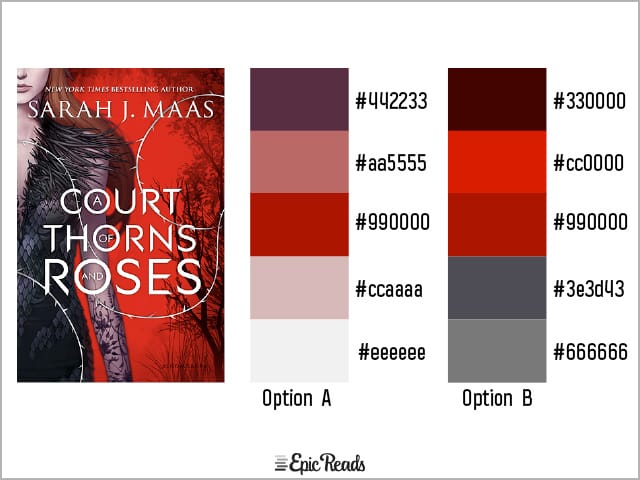 NEW YORK TIMES BESTSELLING AUTHOR
SARAH J. MAAS
A
COURT
OF
THORNS
AND
ROSES
BLOOMSBURY
#442233
#aa5555
#990000
#ccaaaa
#eeeeee
Option A
#330000
#cc0000
#990000
#3e3d43
#666666
Option B
Epic Reads